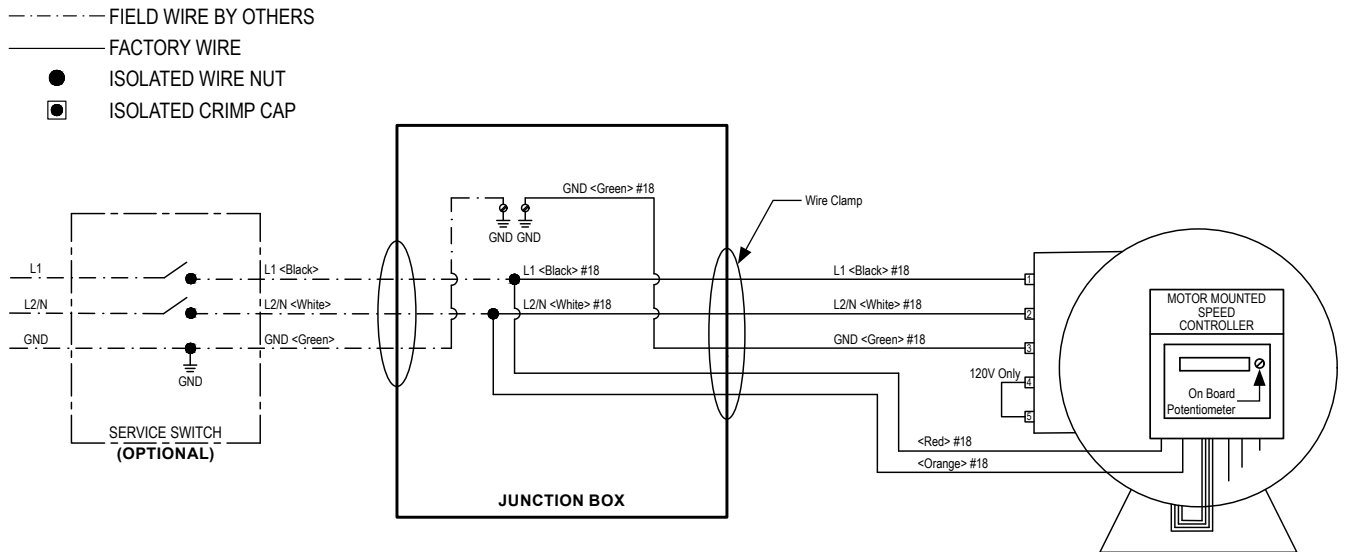 FIELD WIRE BY OTHERS
FACTORY WIRE
ISOLATED WIRE NUT
ISOLATED CRIMP CAP
L1
L2/N
GND
GND
SERVICE SWITCH
(OPTIONAL)
L1 <Black>
L2/N <White>
GND <Green>
GND <Green> #18
GND GND
L1 <Black> #18
L2/N <White> #18
JUNCTION BOX
Wire Clamp
L1 <Black> #18
L2/N <White> #18
GND <Green> #18
120V Only
1
2
3
4
5
<Red> #18
<Orange> #18
MOTOR MOUNTED
SPEED
CONTROLLER
On Board
Potentiometer